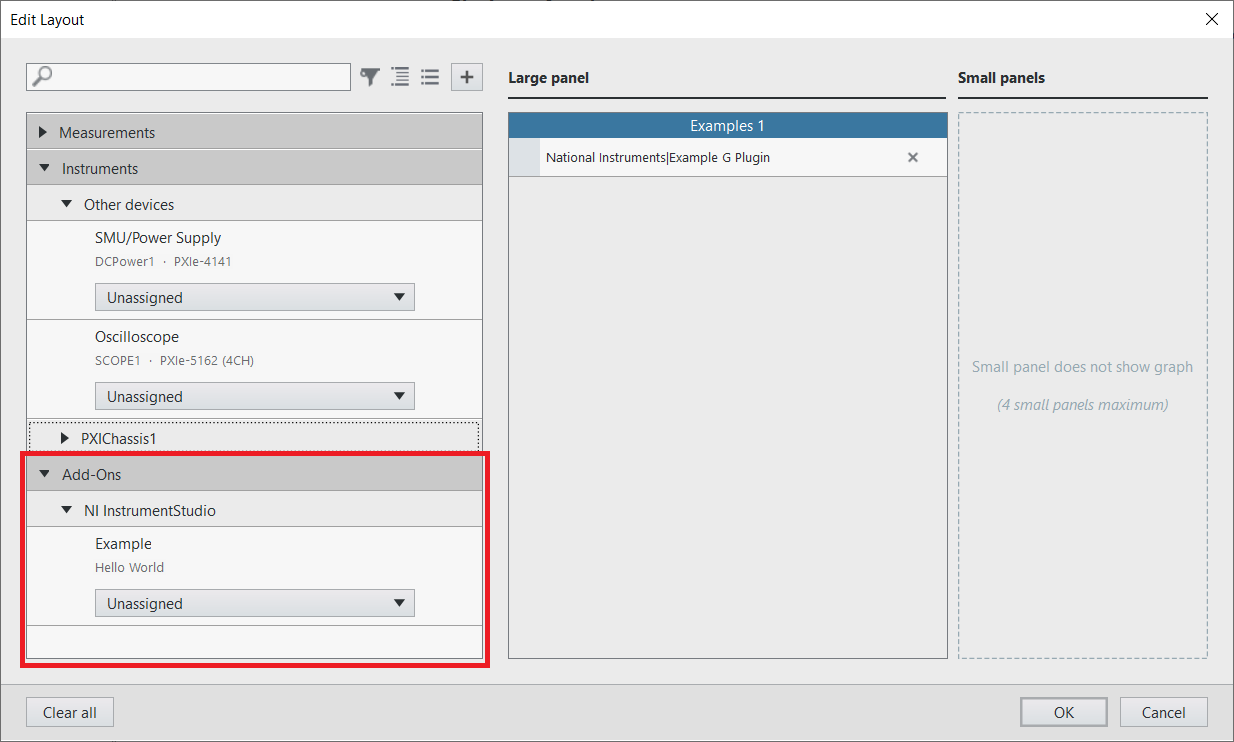 Edit Layout
Large panel
Small panels
Measurements
Instruments
Other devices
SMU/Power Supply
DCPower1 · PXIe-4141
Unassigned
Oscilloscope
SCOPE1 · PXIe-5162 (4CH)
Unassigned
PXIChassis1
Add-Ons
NI InstrumentStudio
Example
Hello World
Unassigned
Examples 1
National Instruments|Example G Plugin
Small panel does not show graph
(4 small panels maximum)
Clear all
OK
Cancel